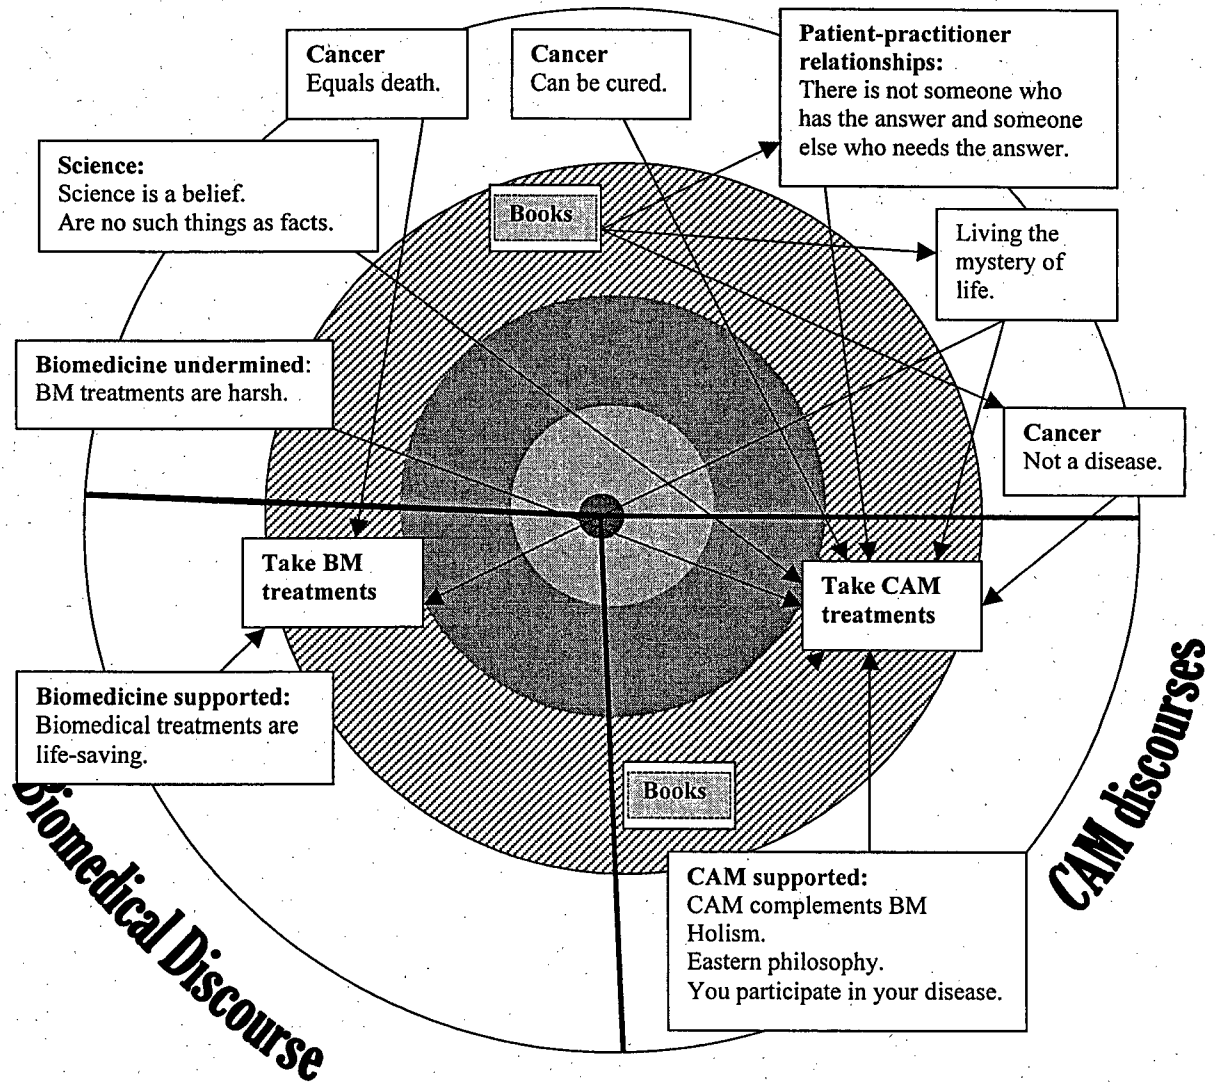 Cancer
Equals death.
Cancer
Can be cured.
Patient-practitioner
relationships:
There is not someone who
has the answer and someone
else who needs the answer.
Science:
Science is a belief.
Are no such things as facts.
Books
Living the
mystery of
life.
Biomedicine undermined:
BM treatments are harsh.
Cancer
Not a disease.
Take BM
treatments
Take CAM
treatments
Biomedicine supported:
Biomedical treatments are
life-saving.
Books
CAM supported:
CAM complements BM
Holism.
Eastern philosophy.
You participate in your disease.
Biomedical Discourse
CAM discourses